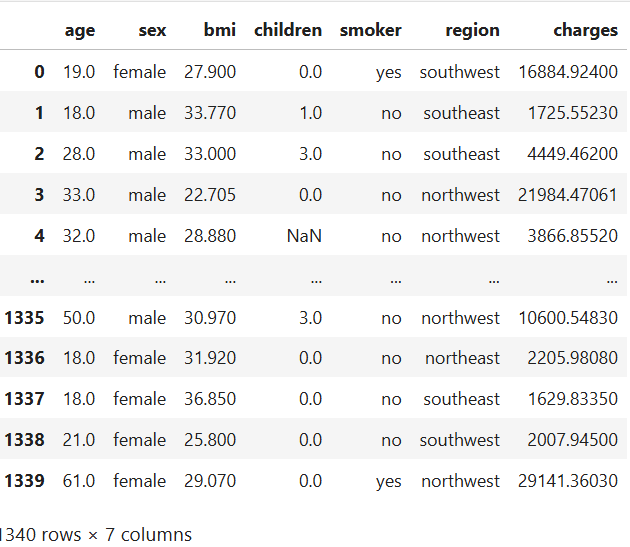 age sex bmi children smoker region charges
0 19.0 female 27.900 0.0 yes southwest 16884.92400
1 18.0 male 33.770 1.0 no southeast 1725.55230
2 28.0 male 33.000 3.0 no southeast 4449.46200
3 33.0 male 22.705 0.0 no northwest 21984.47061
4 32.0 male 28.880 NaN no northwest 3866.85520
... ... ... ... ... ... ... ...
1335 50.0 male 30.970 3.0 no northwest 10600.54830
1336 18.0 female 31.920 0.0 no northeast 2205.98080
1337 18.0 female 36.850 0.0 no southeast 1629.83350
1338 21.0 female 25.800 0.0 no southwest 2007.94500
1339 61.0 female 29.070 0.0 yes northwest 29141.36030
1340 rows × 7 columns